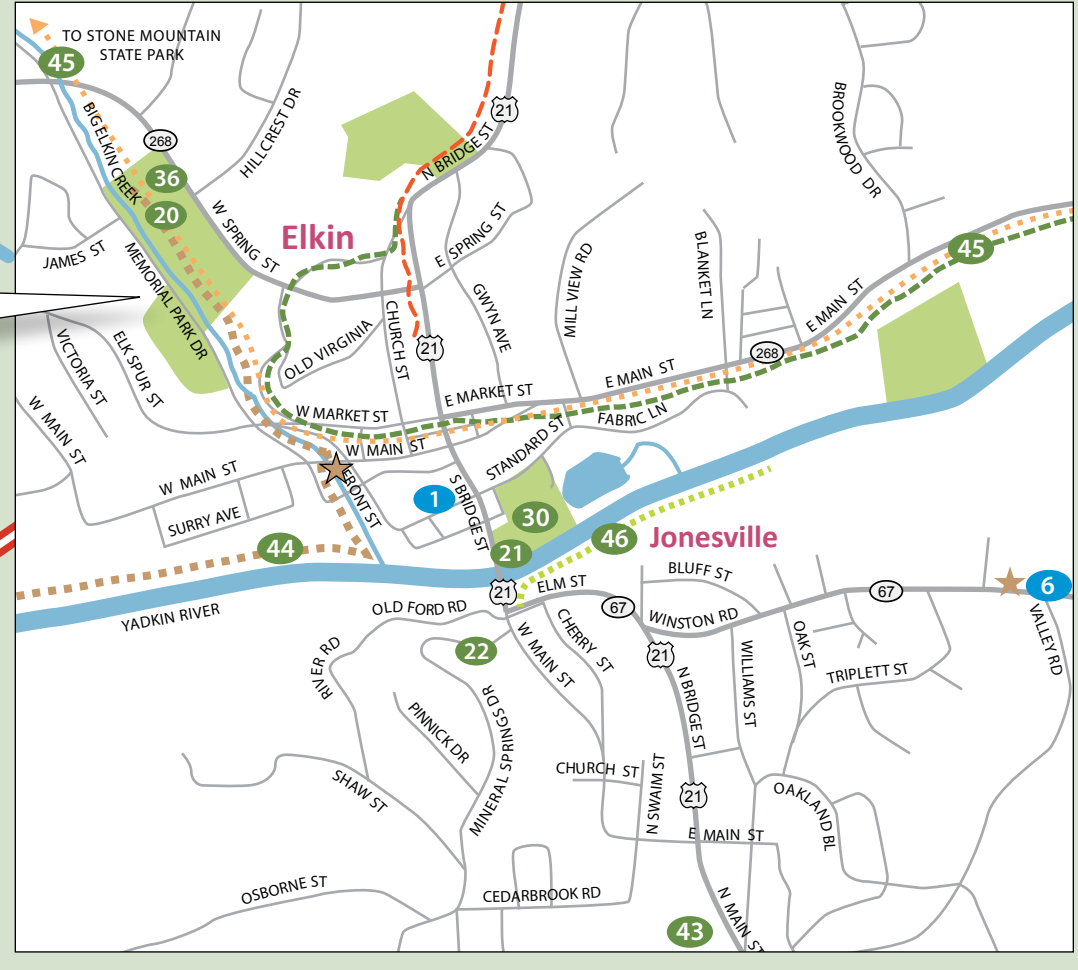 TO STONE MOUNTAIN
STATE PARK
45
21
BIG ELKIN CREEK
268
HILLCREST DR
BROOKWOOD DR
N BRIDGE ST
36
20
W SPRING ST
Elkin
E SPRING ST
JAMES ST
MEMORIAL PARK DR
MILL VIEW RD
BLANKET LN
45
GWYN AVE
CHURCH ST
OLD VIRGINIA
21
E MAIN ST
268
VICTORIA ST
ELK SPUR ST
W MAIN ST
E MARKET ST
E MAIN ST
W MARKET ST
FABRIC LN
W MAIN ST
STANDARD ST
W MAIN ST
FRONT ST
1
S BRIDGE ST
SURRY AVE
30
44
21
46
Jonesville
YADKIN RIVER
21
ELM ST
BLUFF ST
67
67
6
OLD FORD RD
WINSTON RD
RIVER RD
22
W MAIN ST
CHERRY ST
21
OAK ST
VALLEY RD
WILLIAMS ST
TRIPLETT ST
N BRIDGE ST
PINNICK DR
MINERAL SPRINGS DR
SHAW ST
CHURCH ST
N SWAIM ST
21
OAKLAND BL
E MAIN ST
OSBORNE ST
CEDARBROOK RD
N MAIN ST
43